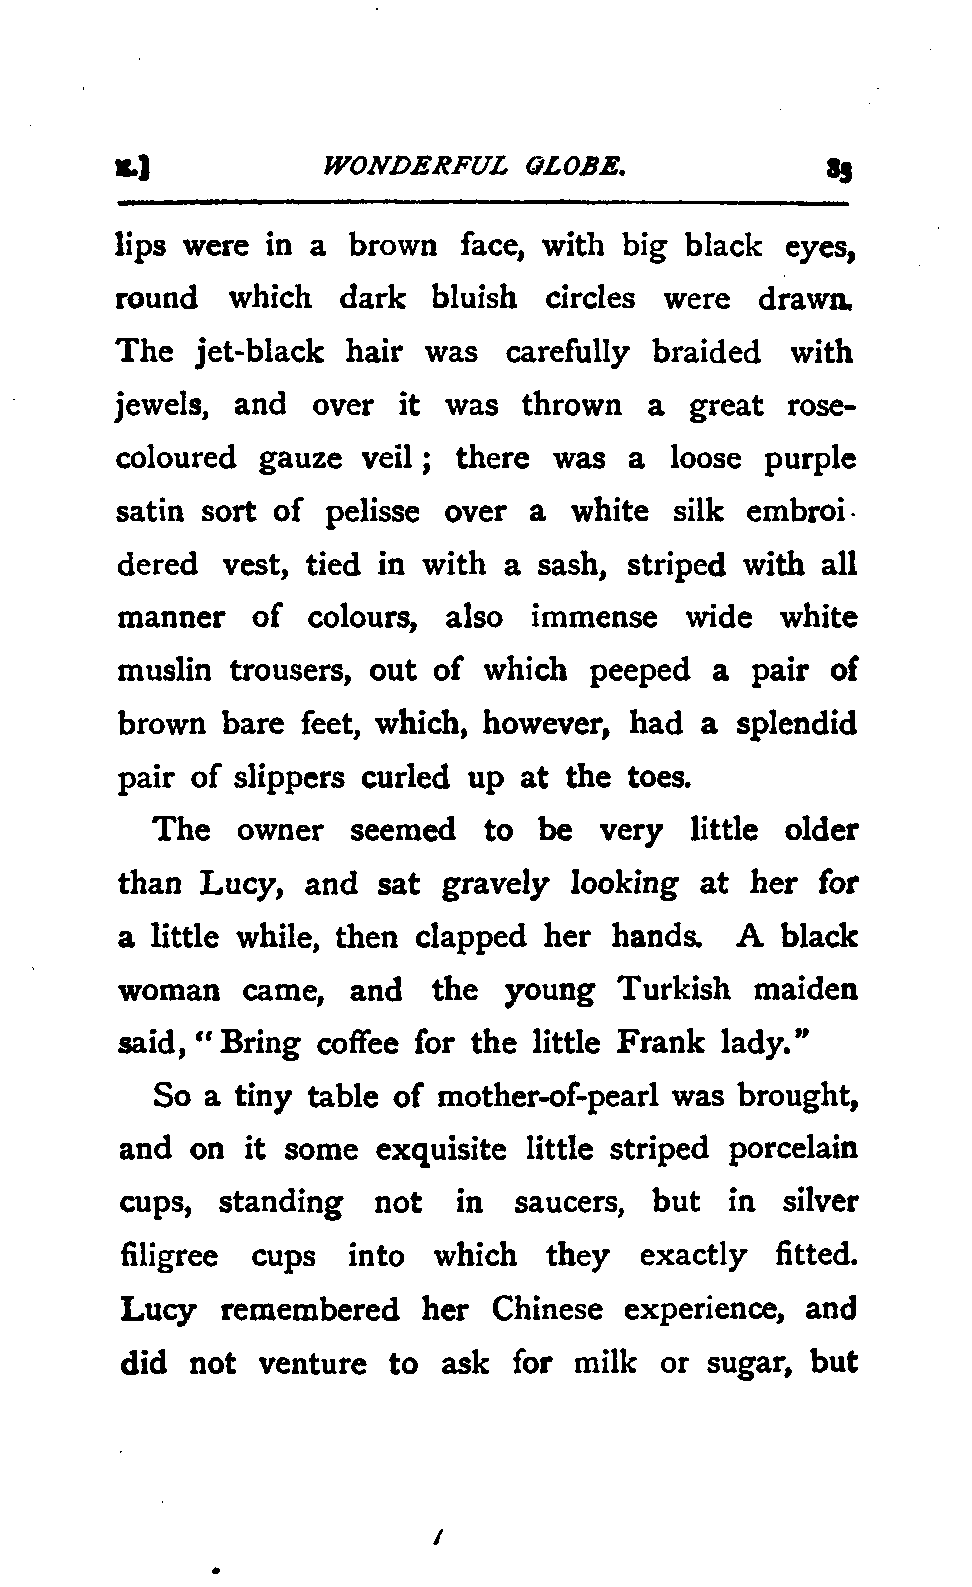 x.] WONDERFUL GLOBE. 85
lips were in a brown face, with big black eyes,
round which dark bluish circles were drawn.
The jet-black hair was carefully braided with
jewels, and over it was thrown a great rose-
coloured gauze veil; there was a loose purple
satin sort of pelisse over a white silk embroi-
dered vest, tied in with a sash, striped with all
manner of colours, also immense wide white
muslin trousers, out of which peeped a pair of
brown bare feet, which, however, had a splendid
pair of slippers curled up at the toes.
The owner seemed to be very little older
than Lucy, and sat gravely looking at her for
a little while, then clapped her hands. A black
woman came, and the young Turkish maiden
said, "Bring coffee for the little Frank lady."
So a tiny table of mother-of-pearl was brought,
and on it some exquisite little striped porcelain
cups, standing not in saucers, but in silver
filigree cups into which they exactly fitted.
Lucy remembered her Chinese experience, and
did not venture to ask for milk or sugar, but